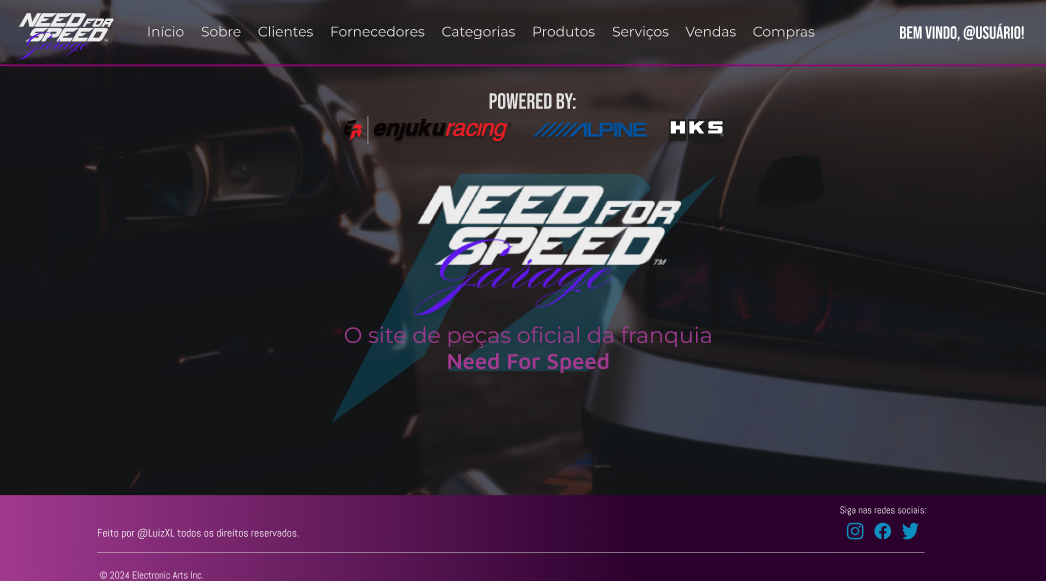 NEED FOR SPEED Garage
Início Sobre Clientes Fornecedores Categorias Produtos Serviços Vendas Compras
BEM VINDO, @USUÁRIO!
POWERED BY:
enjukuracing ALPINE HKS
NEED FOR
SPEED™
Garage
O site de peças oficial da franquia
Need For Speed
Siga nas redes sociais:
Feito por @LuizXL todos os direitos reservados.
© 2024 Electronic Arts Inc.